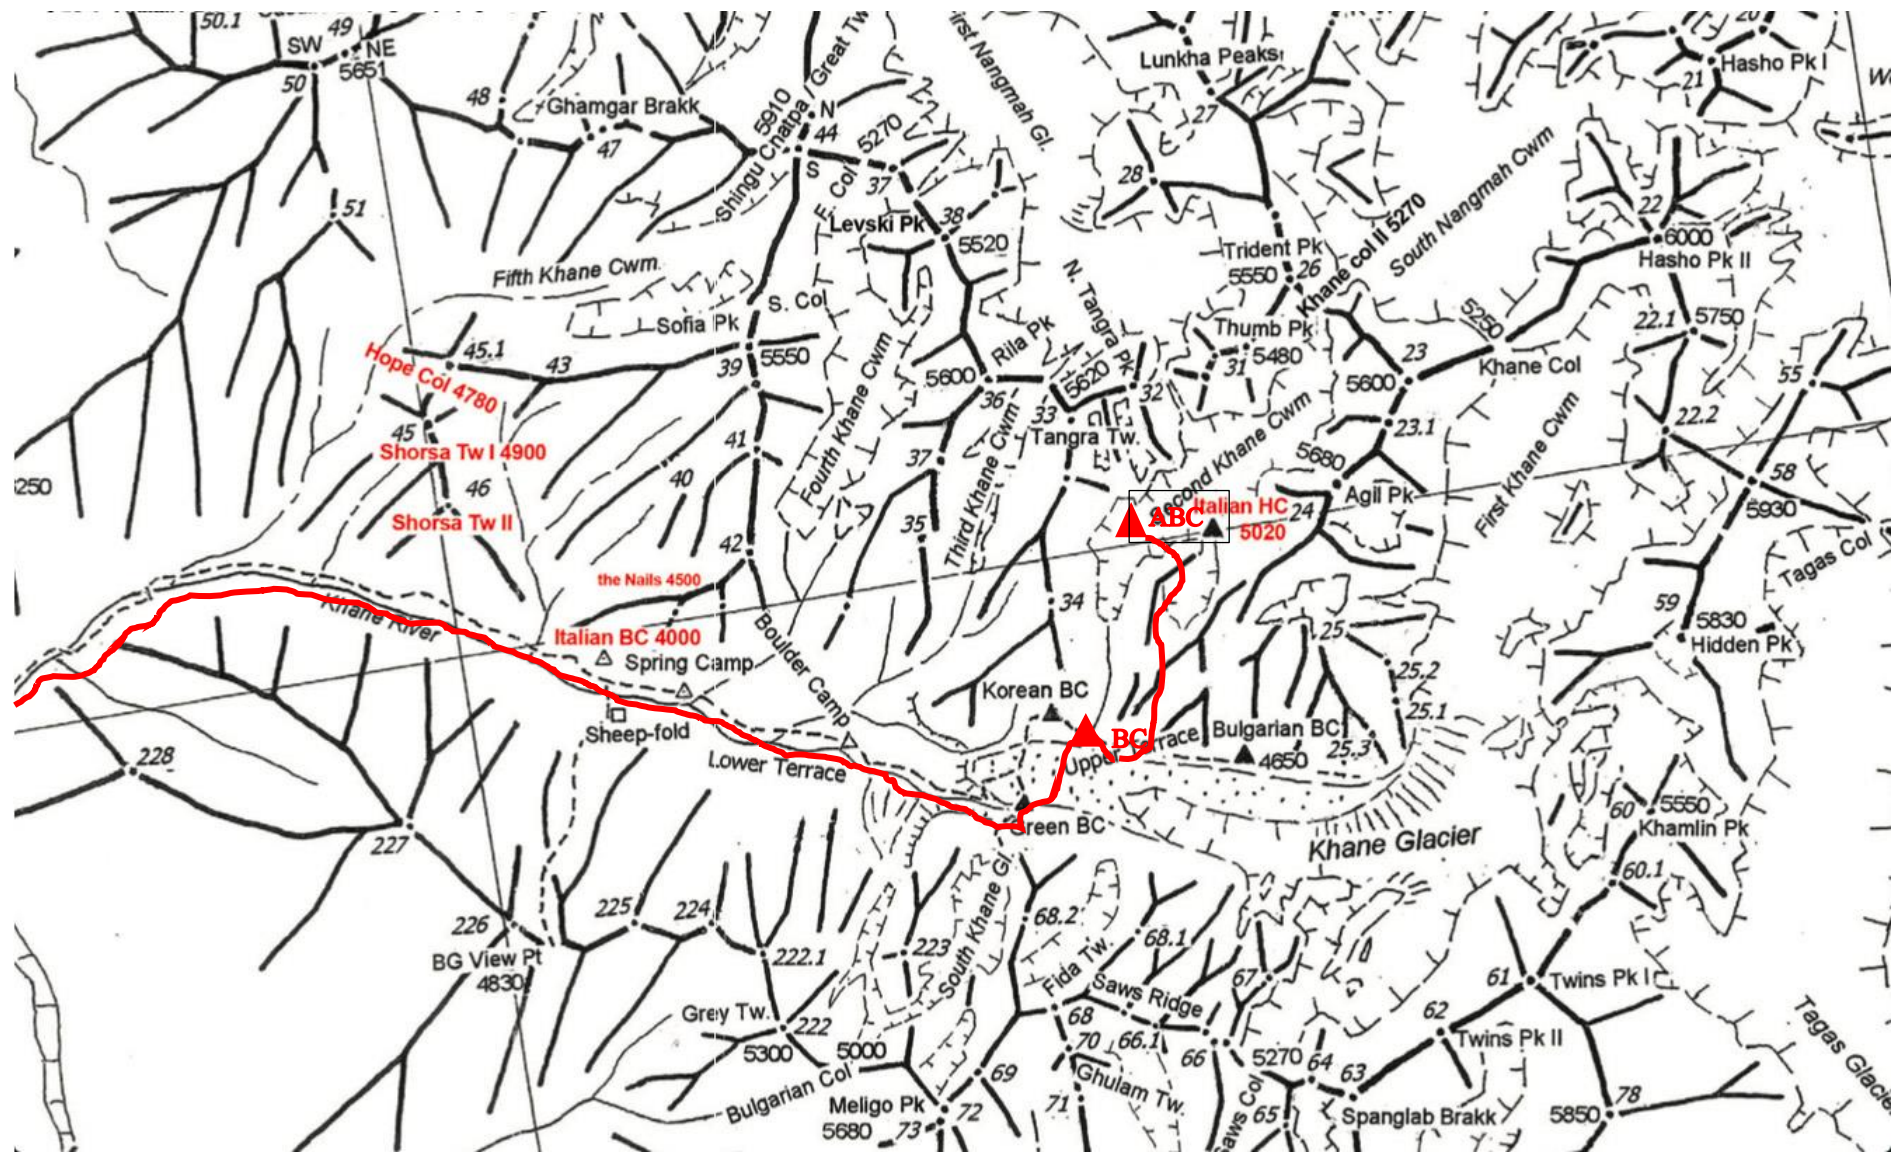 50.1
49
SW
NE
5651
50
48
Ghamgar Brakk
47
5910
Shingu Chatpa/Great Tw.
N
44
S
5270
E. Col
37
First Nangmah Gl.
Lunkha Peaks
27
28
20
Hasho Pk I
21
51
Levski Pk
38
5520
Fifth Khane Cwm
Trident Pk
5550
26
Khane col II 5270
South Nangmah Cwm
22
6000
Hasho Pk II
S. Col
Sofia Pk
5550
39
N. Tangra Pk
Rila Pk
5600
36
5620
33
32
Tangra Tw.
Thumb Pk
5480
31
5250
23
5600
Khane Col
22.1
5750
55
Hope Col 4780
45.1
43
45
Shorsa Tw I 4900
46
Shorsa Tw II
41
40
42
Fourth Khane Cwm
37
35
Third Khane Cwm
Second Khane Cwm
23.1
5680
Agil Pk
24
First Khane Cwm
22.2
58
5930
Tagas Col
5250
ABC
Italian HC
5020
the Nails 4500
Khane River
Italian BC 4000
Spring Camp
Boulder Camp
34
25
25.2
25.1
25.3
59
5830
Hidden Pk
Korean BC
BC
Upper Terrace
Bulgarian BC
4650
Sheep-fold
Lower Terrace
228
227
Green BC
Khane Glacier
60
5550
Khamlin Pk
60.1
226
225
224
222.1
BG View Pt
4830
223
South Khane Gl.
68.2
68.1
Fida Tw.
Saws Ridge
67
61
Twins Pk I
Grey Tw.
222
5300
5000
Bulgarian Col
68
66.1
66
70
5270
64
63
62
Twins Pk II
69
Ghulam Tw.
Meligo Pk
5680
73
72
71
Saws Col
65
Spanglab Brakk
5850
78
Tagas Glacier